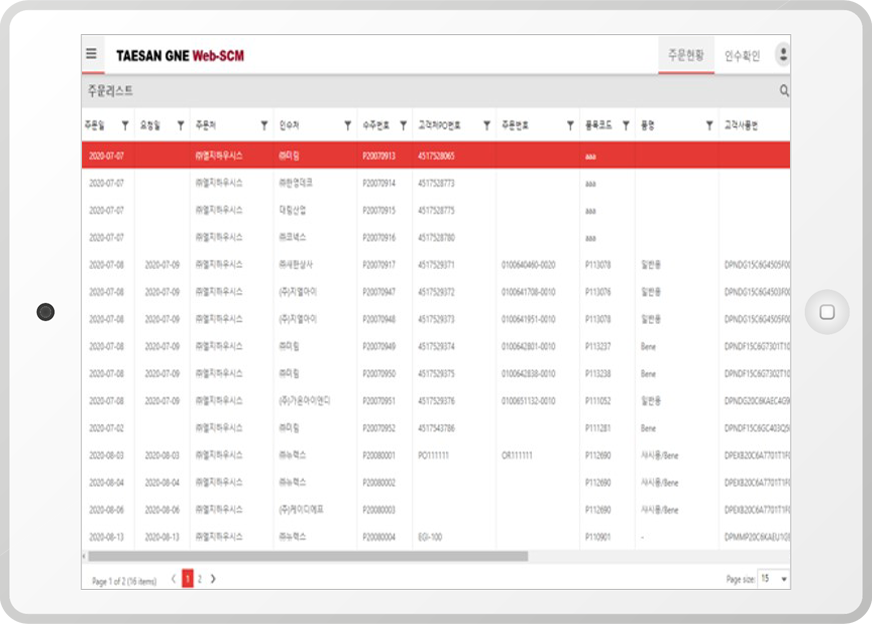 TAESAN GNE Web-SCM 주문현황 인수확인
주문리스트
주문일 요청일 주문처 인수처 수주번호 고객처PO번호 주문번호 품목코드 품명 고객사품번
2020-07-07 ㈜엘지하우시스 ㈜미림 P20070913 4517528065 aaa
2020-07-07 ㈜엘지하우시스 ㈜한영데코 P20070914 4517528773 aaa
2020-07-07 ㈜엘지하우시스 대림산업 P20070915 4517528775 aaa
2020-07-07 ㈜엘지하우시스 ㈜코넥스 P20070916 4517528780 aaa
2020-07-08 2020-07-09 ㈜엘지하우시스 ㈜새한상사 P20070917 4517529371 0100640460-0020 P113078 일반용 DPNDG15C6G4505F00
2020-07-08 2020-07-09 ㈜엘지하우시스 (주)지엘아이 P20070947 4517529372 0100641708-0010 P113076 일반용 DPNDG15C6G4503F00
2020-07-08 2020-07-09 ㈜엘지하우시스 (주)지엘아이 P20070948 4517529373 0100641951-0010 P113078 일반용 DPNDG15C6G4505F00
2020-07-08 2020-07-09 ㈜엘지하우시스 ㈜미림 P20070949 4517529374 0100642801-0010 P113237 Bene DPNDF15C6G7301T10
2020-07-08 2020-07-09 ㈜엘지하우시스 ㈜미림 P20070950 4517529375 0100642838-0010 P113238 Bene DPNDF15C6G7302T10
2020-07-08 2020-07-09 ㈜엘지하우시스 (주)가온아이앤디 P20070951 4517529376 0100651132-0010 P111052 일반용 DPNDG20C6KAEC4G9
2020-07-02 ㈜엘지하우시스 ㈜미림 P20070952 4517543786 P111281 Bene DPNDF15C6GC403Q5
2020-08-03 2020-08-03 ㈜엘지하우시스 ㈜뉴럭스 P20080001 PO111111 OR111111 P112690 샤시용/Bene DPEXB20C6A7701T1F
2020-08-04 2020-08-04 ㈜엘지하우시스 ㈜뉴럭스 P20080002 P112690 샤시용/Bene DPEXB20C6A7701T1F
2020-08-06 2020-08-06 ㈜엘지하우시스 (주)케이디에프 P20080003 P112690 샤시용/Bene DPEXB20C6A7701T1F
2020-08-13 2020-08-13 ㈜엘지하우시스 ㈜뉴럭스 P20080004 EGI-100 P110901 - DPMMP20C6KAEU1G
Page 1 of 2 (16 items) 1 2 Page size: 15